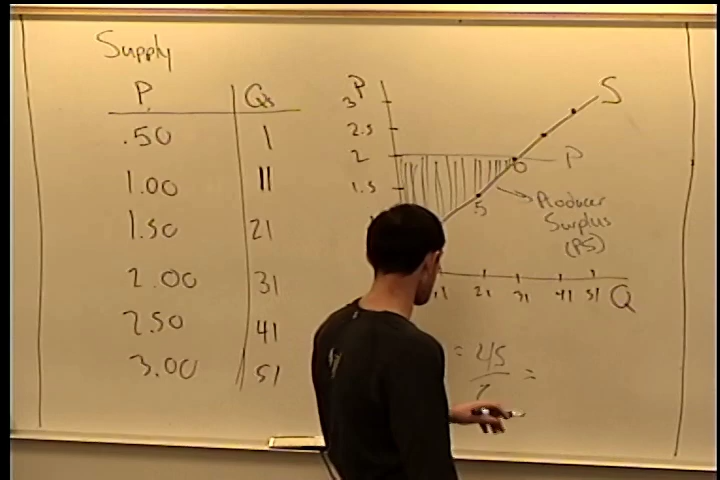 Supply
P Qs
.50 1
1.00 11
1.50 21
2.00 31
2.50 41
3.00 51
P
3
2.5
2
1.5
S
P
0
.5
Producer
Surplus
(PS)
21 31 41 51 Q
= 45 =